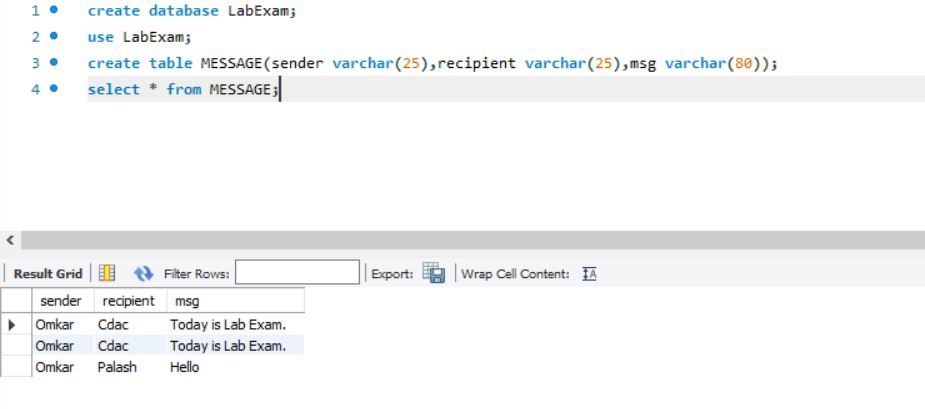 1 create database LabExam;
2 use LabExam;
3 create table MESSAGE(sender varchar(25),recipient varchar(25),msg varchar(80));
4 select * from MESSAGE;
Result Grid Filter Rows: Export: Wrap Cell Content: IA
sender recipient msg
Omkar Cdac Today is Lab Exam.
Omkar Cdac Today is Lab Exam.
Omkar Palash Hello